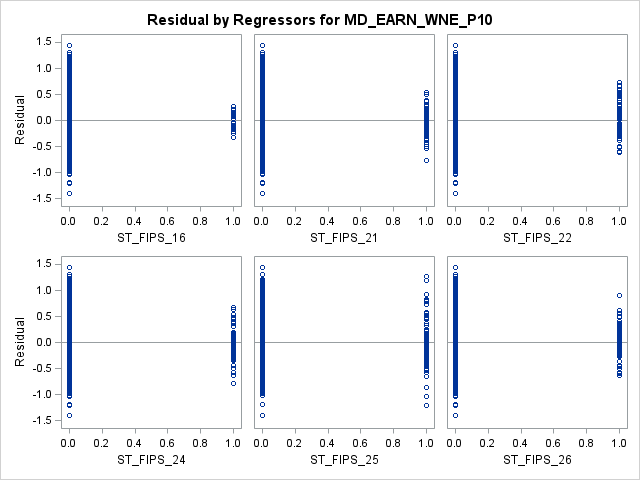 Residual by Regressors for MD_EARN_WNE_P10
1.5
1.0
0.5
0.0
-0.5
-1.0
-1.5
Residual
0.0 0.2 0.4 0.6 0.8 1.0
ST_FIPS_16
0.0 0.2 0.4 0.6 0.8 1.0
ST_FIPS_21
0.0 0.2 0.4 0.6 0.8 1.0
ST_FIPS_22
1.5
1.0
0.5
0.0
-0.5
-1.0
-1.5
Residual
0.0 0.2 0.4 0.6 0.8 1.0
ST_FIPS_24
0.0 0.2 0.4 0.6 0.8 1.0
ST_FIPS_25
0.0 0.2 0.4 0.6 0.8 1.0
ST_FIPS_26